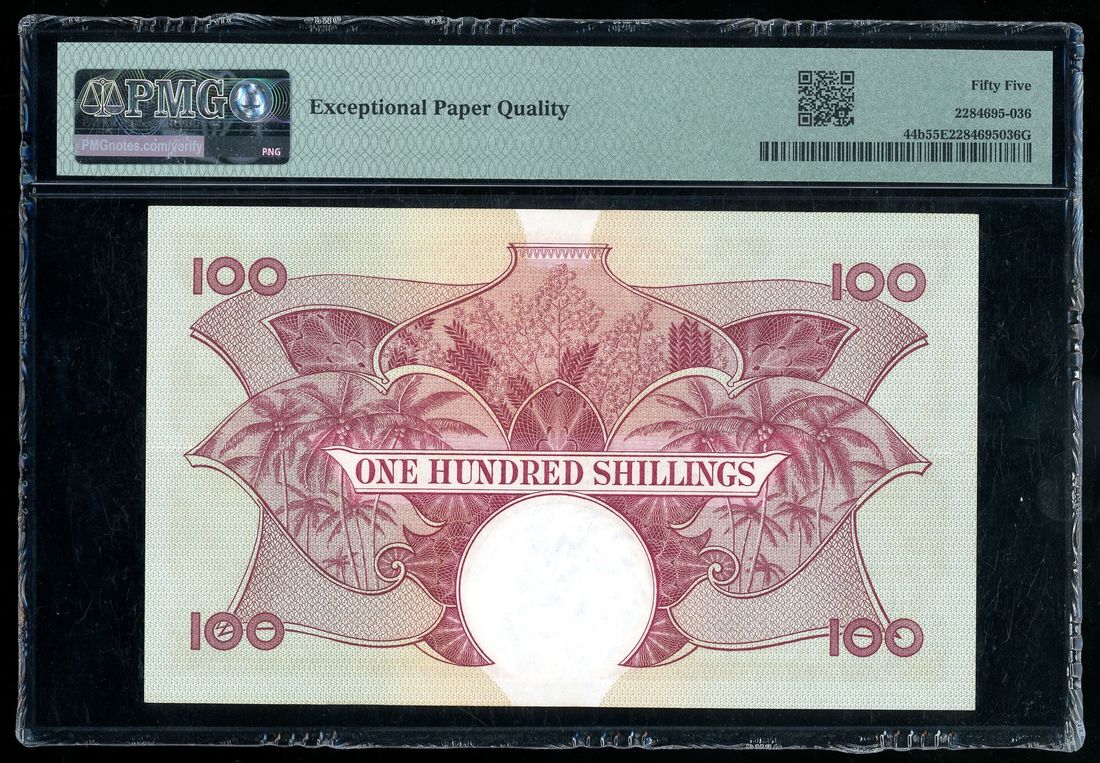 PMG
PMGnotes.com/verify
PNG
Exceptional Paper Quality
Fifty Five
2284695-036
44b55E2284695036G
100
100
ONE HUNDRED SHILLINGS
100
100